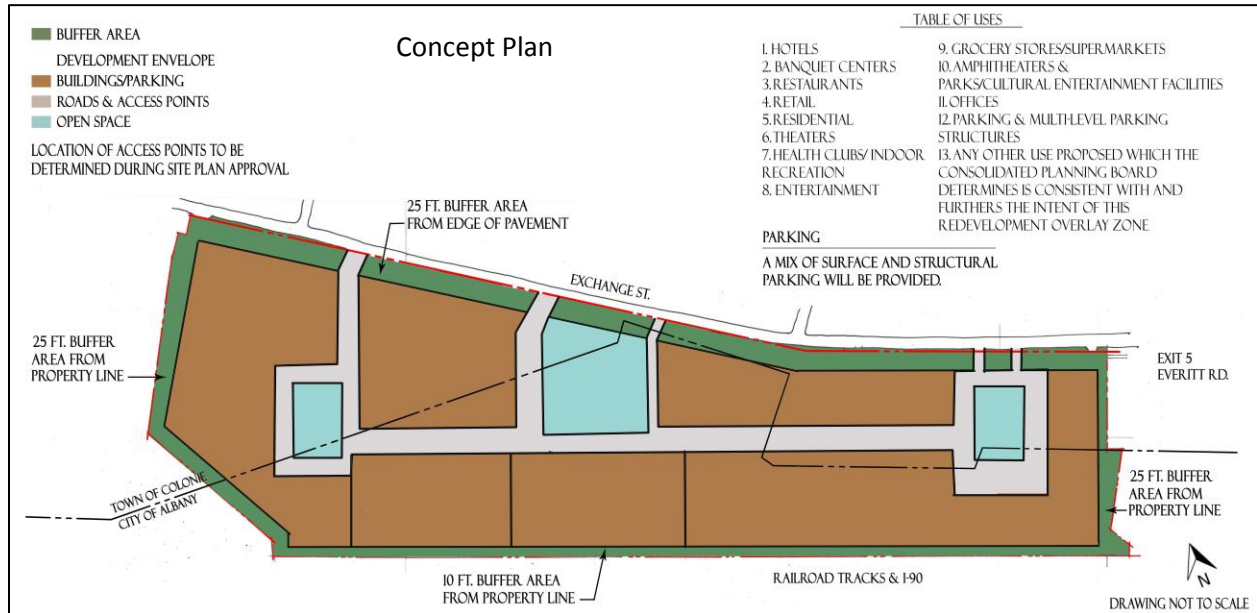 Concept Plan
BUFFER AREA
DEVELOPMENT ENVELOPE
BUILDINGS/PARKING
ROADS & ACCESS POINTS
OPEN SPACE
LOCATION OF ACCESS POINTS TO BE
DETERMINED DURING SITE PLAN APPROVAL
TABLE OF USES
1. HOTELS
2. BANQUET CENTERS
3. RESTAURANTS
4. RETAIL
5. RESIDENTIAL
6. THEATERS
7. HEALTH CLUBS/ INDOOR
RECREATION
8. ENTERTAINMENT
9. GROCERY STORES/SUPERMARKETS
10. AMPHITHEATERS &
PARKS/CULTURAL ENTERTAINMENT FACILITIES
11. OFFICES
12. PARKING & MULTI-LEVEL PARKING
STRUCTURES
13. ANY OTHER USE PROPOSED WHICH THE
CONSOLIDATED PLANNING BOARD
DETERMINES IS CONSISTENT WITH AND
FURTHERS THE INTENT OF THIS
REDEVELOPMENT OVERLAY ZONE
PARKING
A MIX OF SURFACE AND STRUCTURAL
PARKING WILL BE PROVIDED.
25 FT. BUFFER AREA
FROM EDGE OF PAVEMENT
EXCHANGE ST.
25 FT. BUFFER
AREA FROM
PROPERTY LINE
EXIT 5
EVERITT RD.
TOWN OF COLONIE
CITY OF ALBANY
25 FT. BUFFER
AREA FROM
PROPERTY LINE
10 FT. BUFFER AREA
FROM PROPERTY LINE
RAILROAD TRACKS & I-90
N
DRAWING NOT TO SCALE